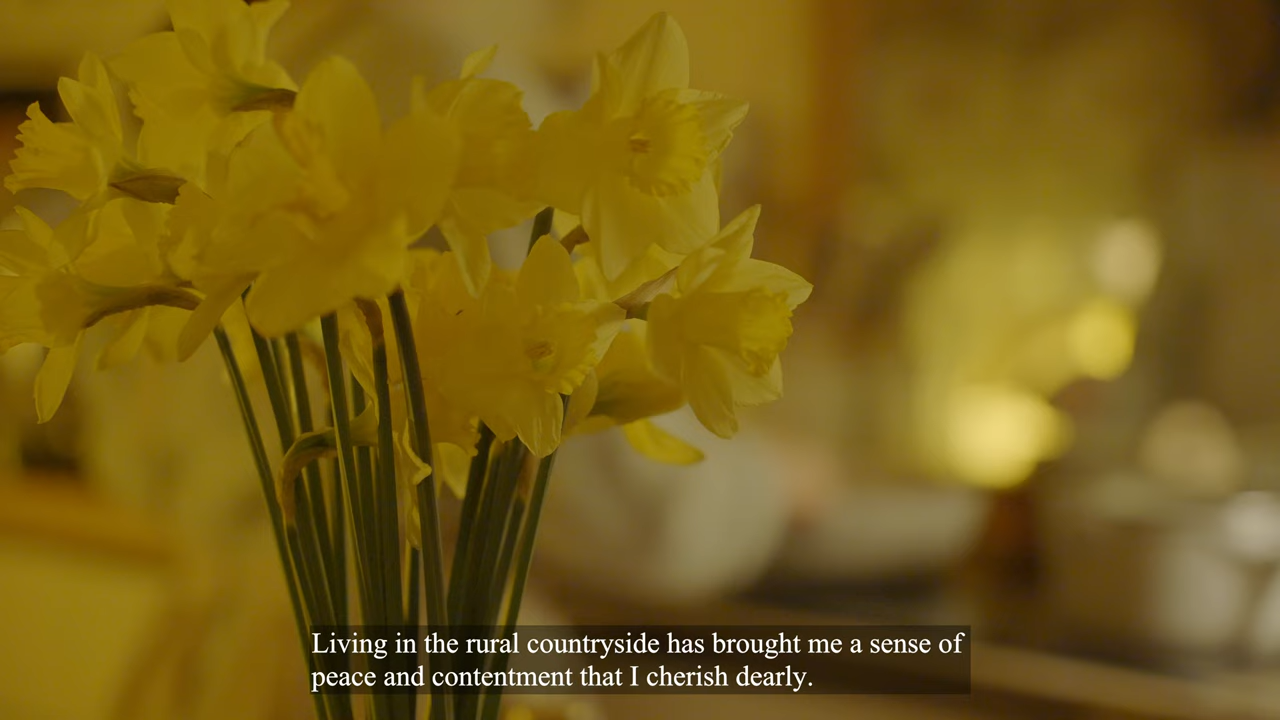 Living in the rural countryside has brought me a sense of
peace and contentment that I cherish dearly.